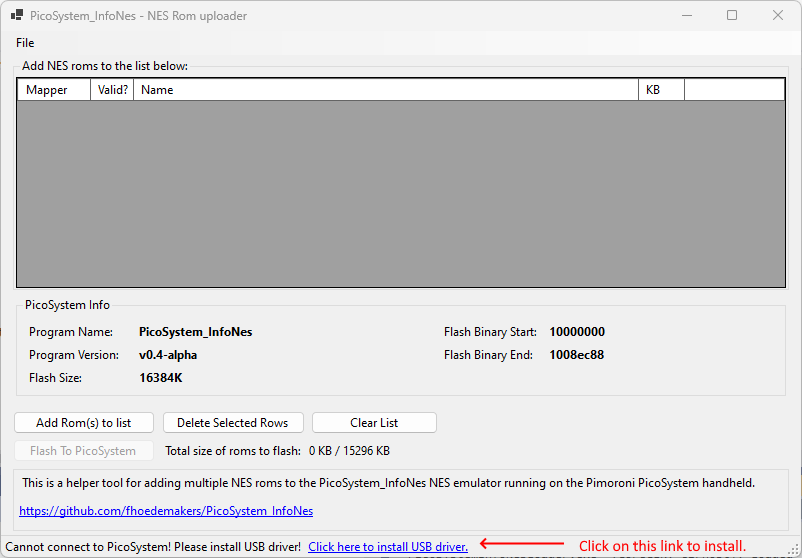 PicoSystem_InfoNes - NES Rom uploader
File
Add NES roms to the list below:
Mapper Valid? Name KB
PicoSystem Info
Program Name: PicoSystem_InfoNes Flash Binary Start: 10000000
Program Version: v0.4-alpha Flash Binary End: 1008ec88
Flash Size: 16384K
Add Rom(s) to list Delete Selected Rows Clear List
Flash To PicoSystem Total size of roms to flash: 0 KB / 15296 KB
This is a helper tool for adding multiple NES roms to the PicoSystem_InfoNes NES emulator running on the Pimoroni PicoSystem handheld.
https://github.com/fhoedemakers/PicoSystem_InfoNes
Cannot connect to PicoSystem! Please install USB driver! Click here to install USB driver. Click on this link to install.